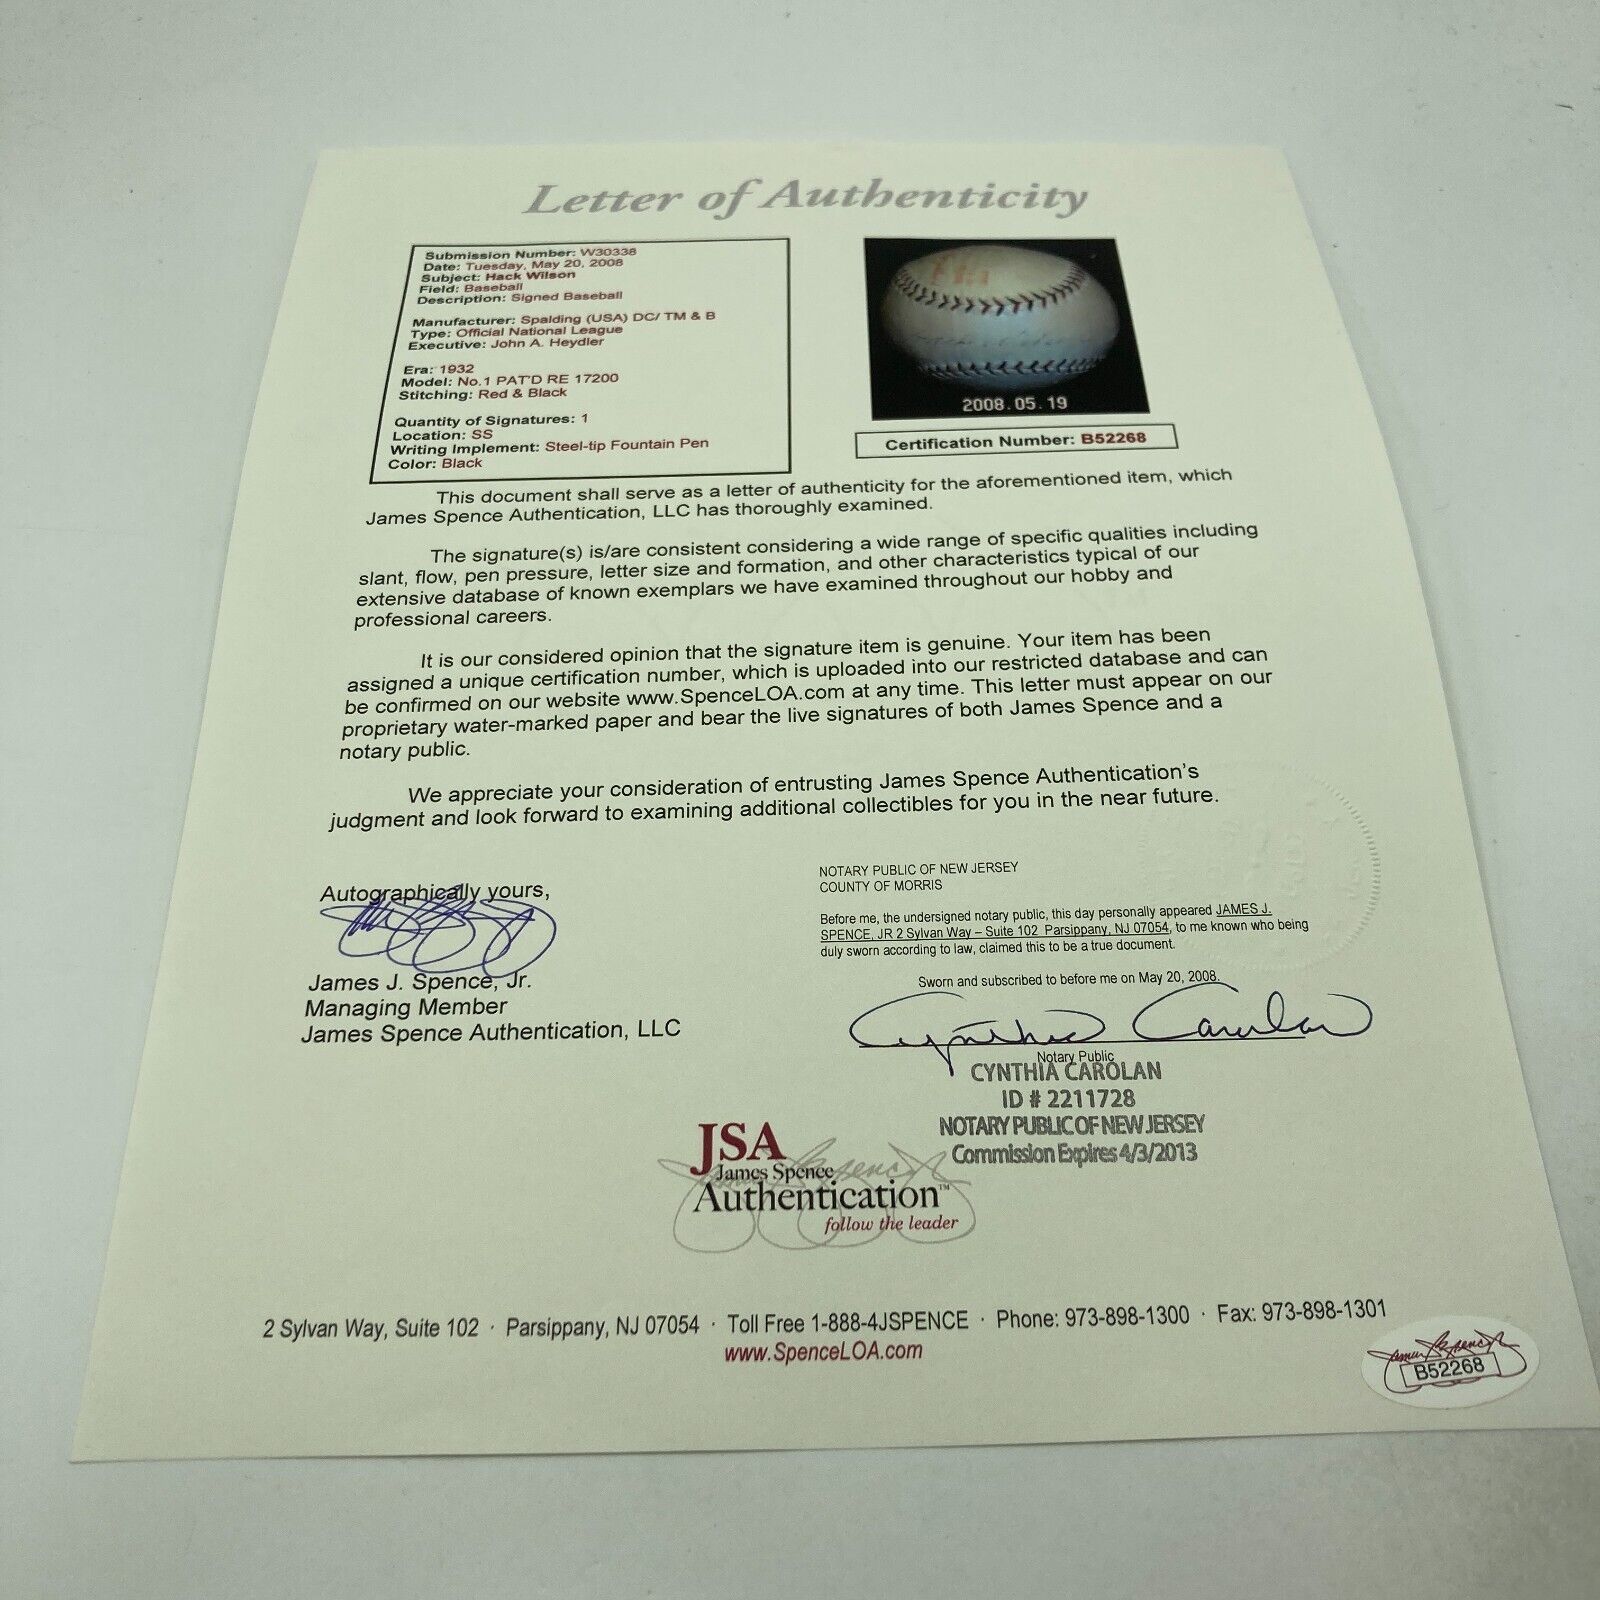 Letter of Authenticity
Submission Number: W30338
Date: Tuesday, May 20, 2008
Subject: Hack Wilson
Field: Baseball
Description: Signed Baseball
Manufacturer: Spalding (USA) DC/ TM & B
Type: Official National League
Executive: John A. Heydler
Era: 1932
Model: No.1 PAT'D RE 17200
Stitching: Red & Black
Quantity of Signatures: 1
Location: SS
Writing Implement: Steel-tip Fountain Pen
Color: Black
2008.05.19
Certification Number: B52268
This document shall serve as a letter of authenticity for the aforementioned item, which
James Spence Authentication, LLC has thoroughly examined.
The signature(s) is/are consistent considering a wide range of specific qualities including
slant, flow, pen pressure, letter size and formation, and other characteristics typical of our
extensive database of known exemplars we have examined throughout our hobby and
professional careers.
It is our considered opinion that the signature item is genuine. Your item has been
assigned a unique certification number, which is uploaded into our restricted database and can
be confirmed on our website www.SpenceLOA.com at any time. This letter must appear on our
proprietary water-marked paper and bear the live signatures of both James Spence and a
notary public.
We appreciate your consideration of entrusting James Spence Authentication's
judgment and look forward to examining additional collectibles for you in the near future.
Autographically yours,
James J. Spence, Jr.
Managing Member
James Spence Authentication, LLC
NOTARY PUBLIC OF NEW JERSEY
COUNTY OF MORRIS
Before me, the undersigned notary public, this day personally appeared JAMES J.
SPENCE, JR 2 Sylvan Way – Suite 102 Parsippany, NJ 07054, to me known who being
duly sworn according to law, claimed this to be a true document.
Sworn and subscribed to before me on May 20, 2008.
Cynthia Carolan
Notary Public
CYNTHIA CAROLAN
ID # 2211728
NOTARY PUBLIC OF NEW JERSEY
Commission Expires 4/3/2013
JSA
James Spence
Authentication™
follow the leader
2 Sylvan Way, Suite 102 · Parsippany, NJ 07054 · Toll Free 1-888-4JSPENCE · Phone: 973-898-1300 · Fax: 973-898-1301
www.SpenceLOA.com
James Spence
B52268